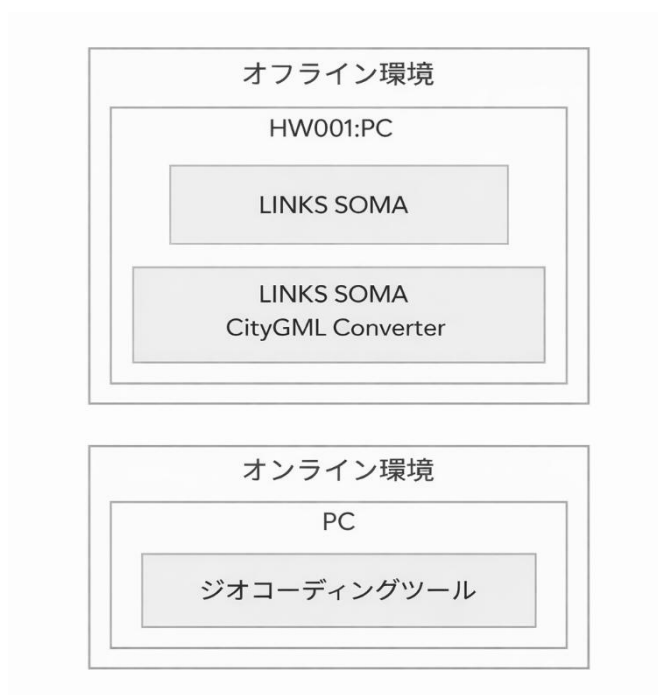 オフライン環境
HW001:PC
LINKS SOMA
LINKS SOMA
CityGML Converter
オンライン環境
PC
ジオコーディングツール